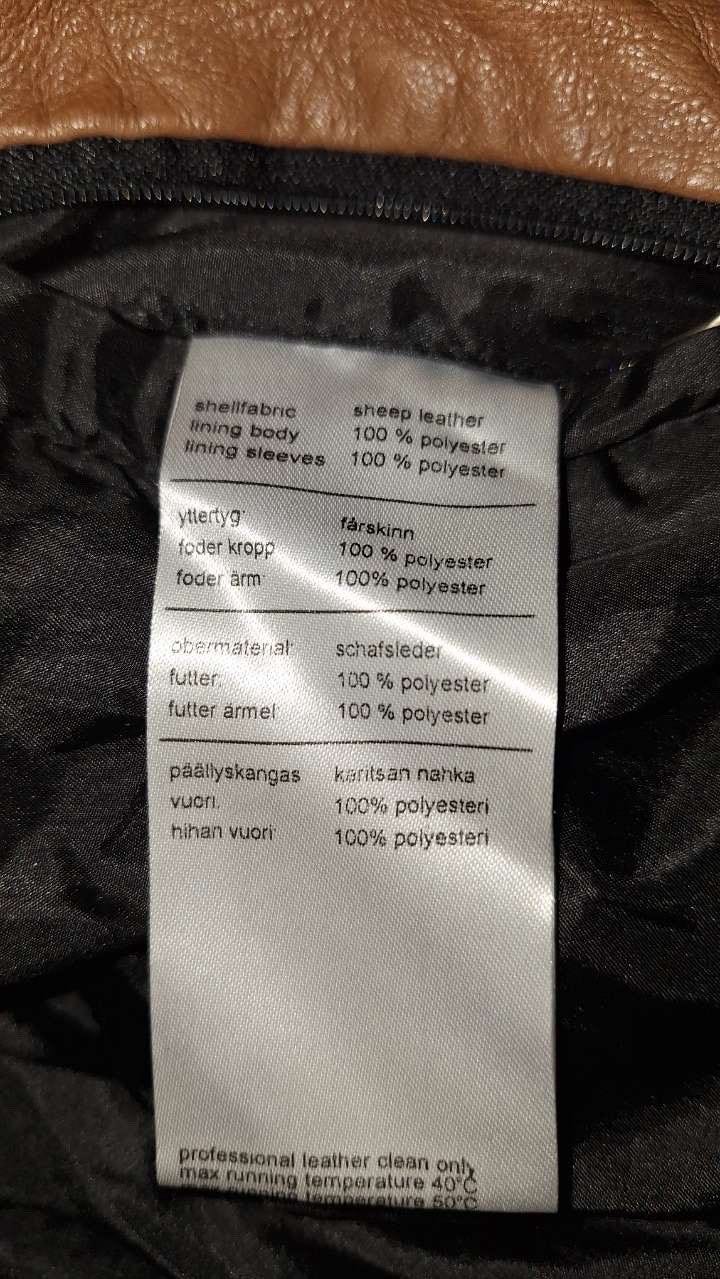 shellfabric sheep leather
lining body 100 % polyester
lining sleeves 100 % polyester
yttertyg: fårskinn
foder kropp 100 % polyester
foder ärm 100% polyester
obermaterial: schafsleder
futter: 100 % polyester
futter ärmel 100 % polyester
päällyskangas karitsan nahka
vuori. 100% polyesteri
hihan vuori 100% polyesteri
professional leather clean only
max running temperature 40°C
temperature 50°C